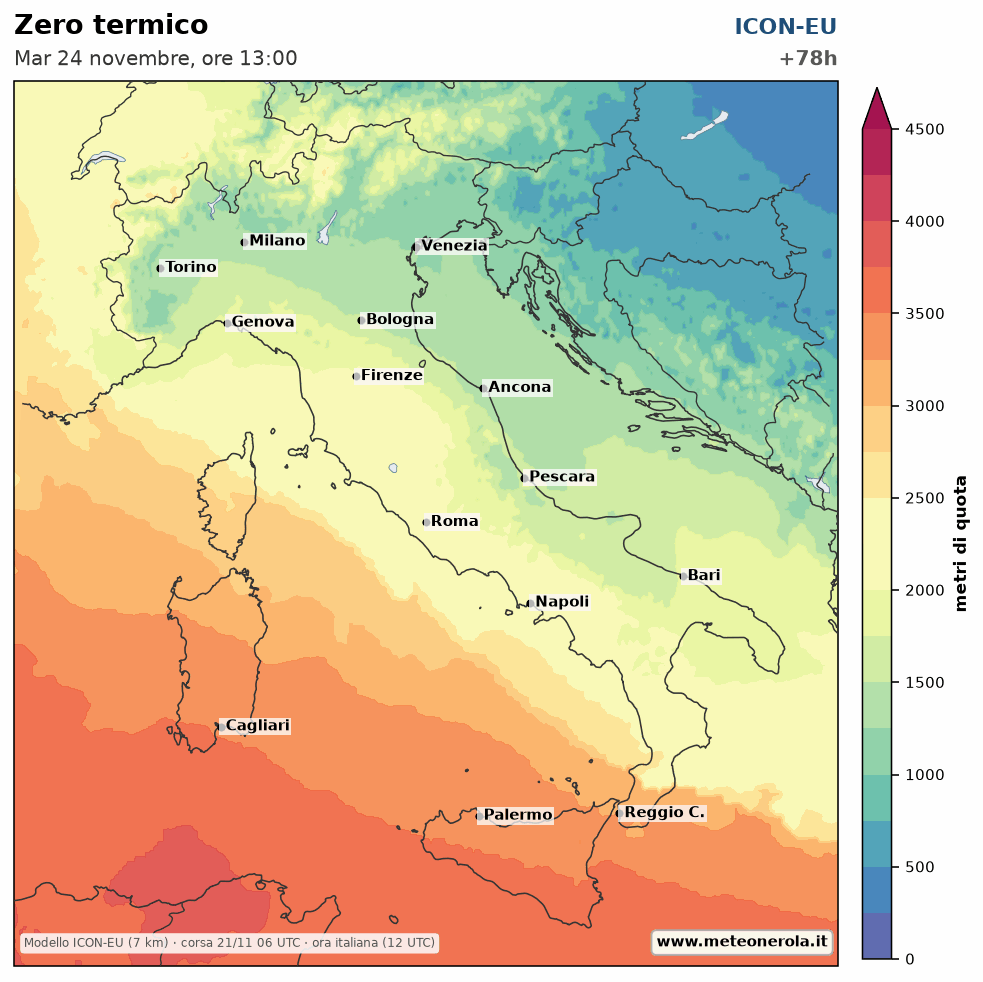 Zero termico
ICON-EU
Mar 24 novembre, ore 13:00
+78h
Milano
Venezia
Torino
Genova
Bologna
Firenze
Ancona
Pescara
Roma
Bari
Napoli
Cagliari
Palermo
Reggio C.
4500
4000
3500
3000
2500
2000
1500
1000
500
0
metri di quota
Modello ICON-EU (7 km) · corsa 21/11 06 UTC · ora italiana (12 UTC)
www.meteonerola.it